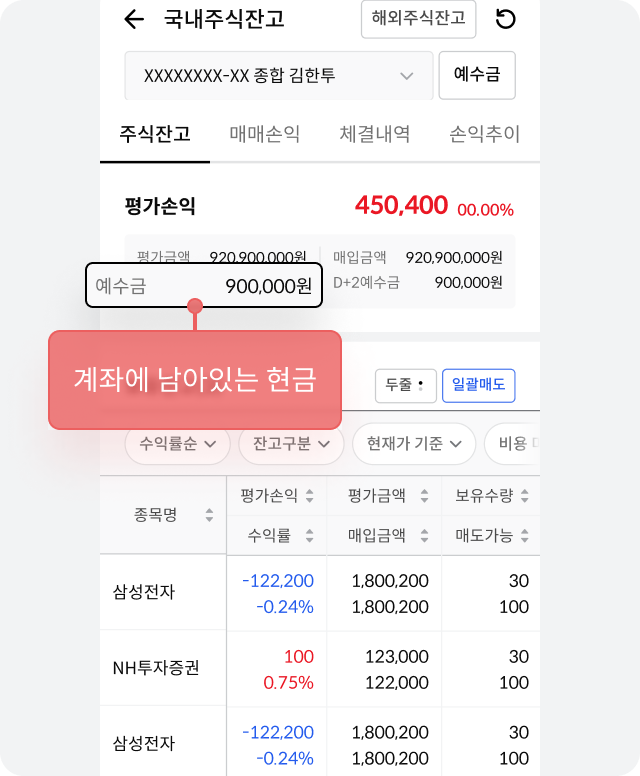 국내주식잔고 해외주식잔고
XXXXXXXX-XX 종합 김한투 예수금
주식잔고 매매손익 체결내역 손익추이
평가손익 450,400 00.00%
평가금액 920,900,000원 매입금액 920,900,000원
예수금 900,000원 D+2예수금 900,000원
계좌에 남아있는 현금
두줄 • 일괄매도
수익률순 잔고구분 현재가 기준 비용
종목명 평가손익 평가금액 보유수량
수익률 매입금액 매도가능
삼성전자 -122,200 1,800,200 30
-0.24% 1,800,200 100
NH투자증권 100 123,000 30
0.75% 122,000 100
삼성전자 -122,200 1,800,200 30
-0.24% 1,800,200 100